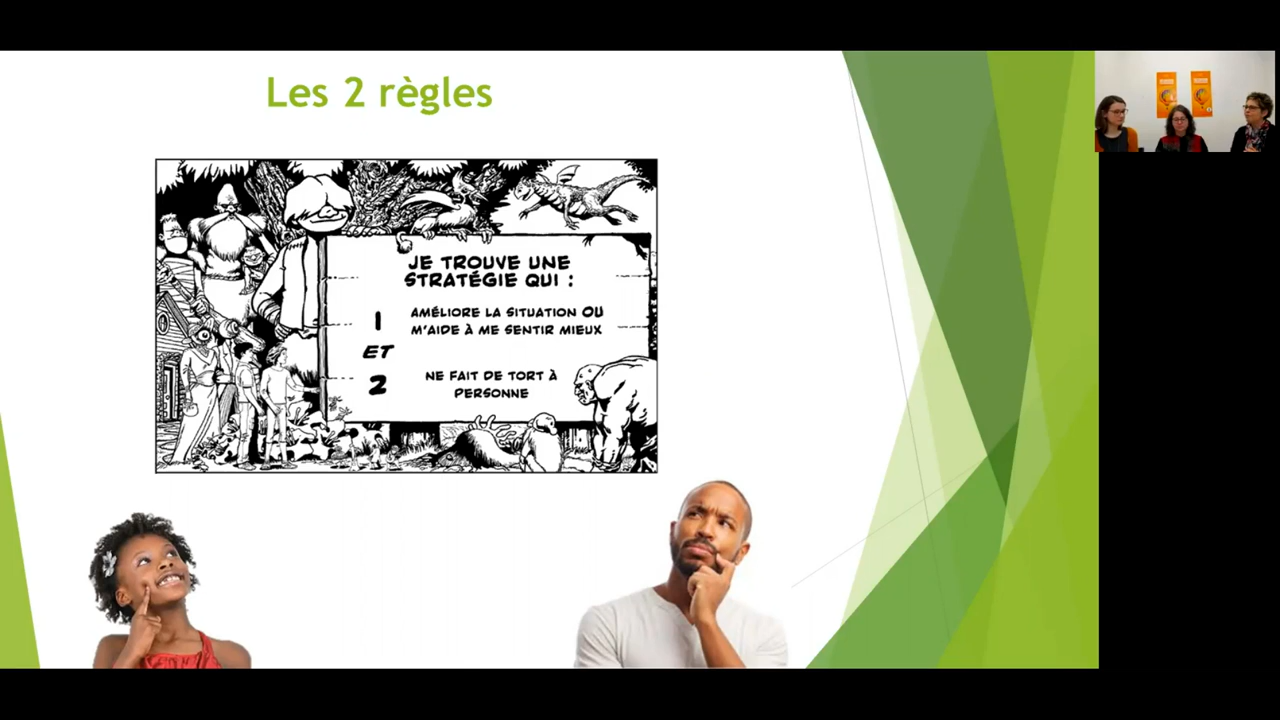 Les 2 règles
JE TROUVE UNE
STRATÉGIE QUI :
1
AMÉLIORE LA SITUATION OU
M'AIDE À ME SENTIR MIEUX
ET
2
NE FAIT DE TORT À
PERSONNE